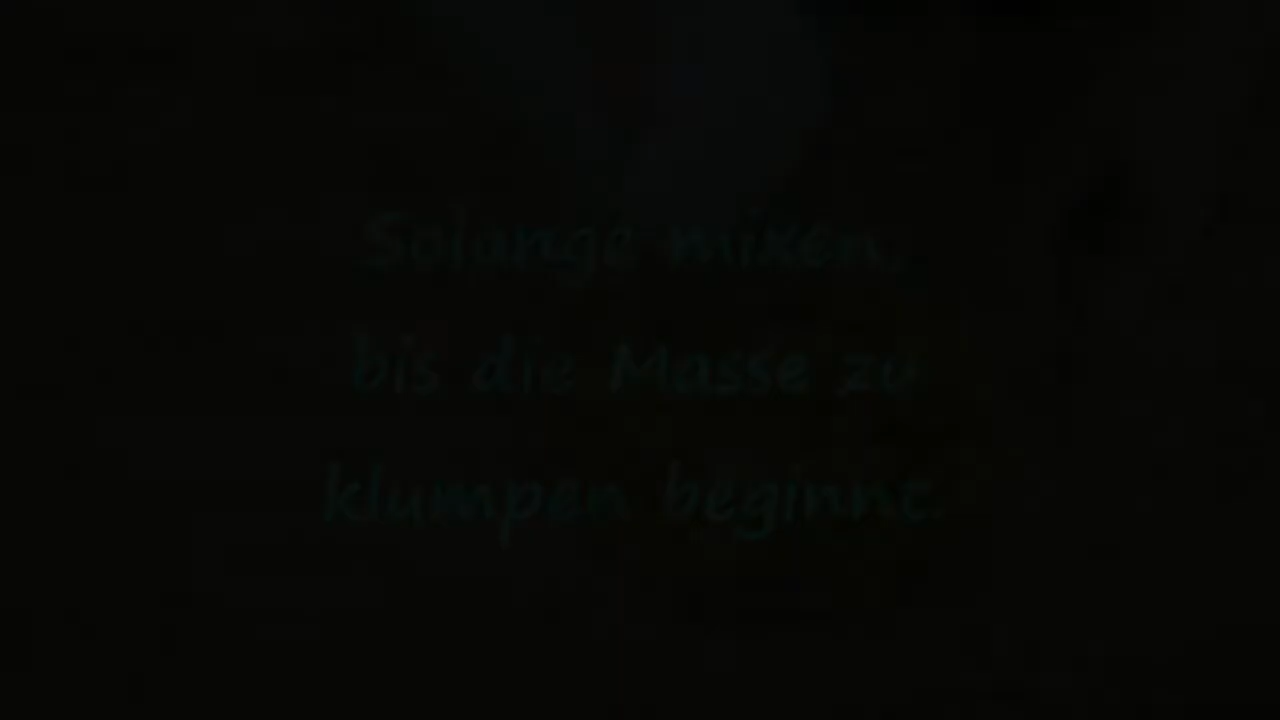 Solange mixen,
bis die Masse zu
klumpen beginnt.